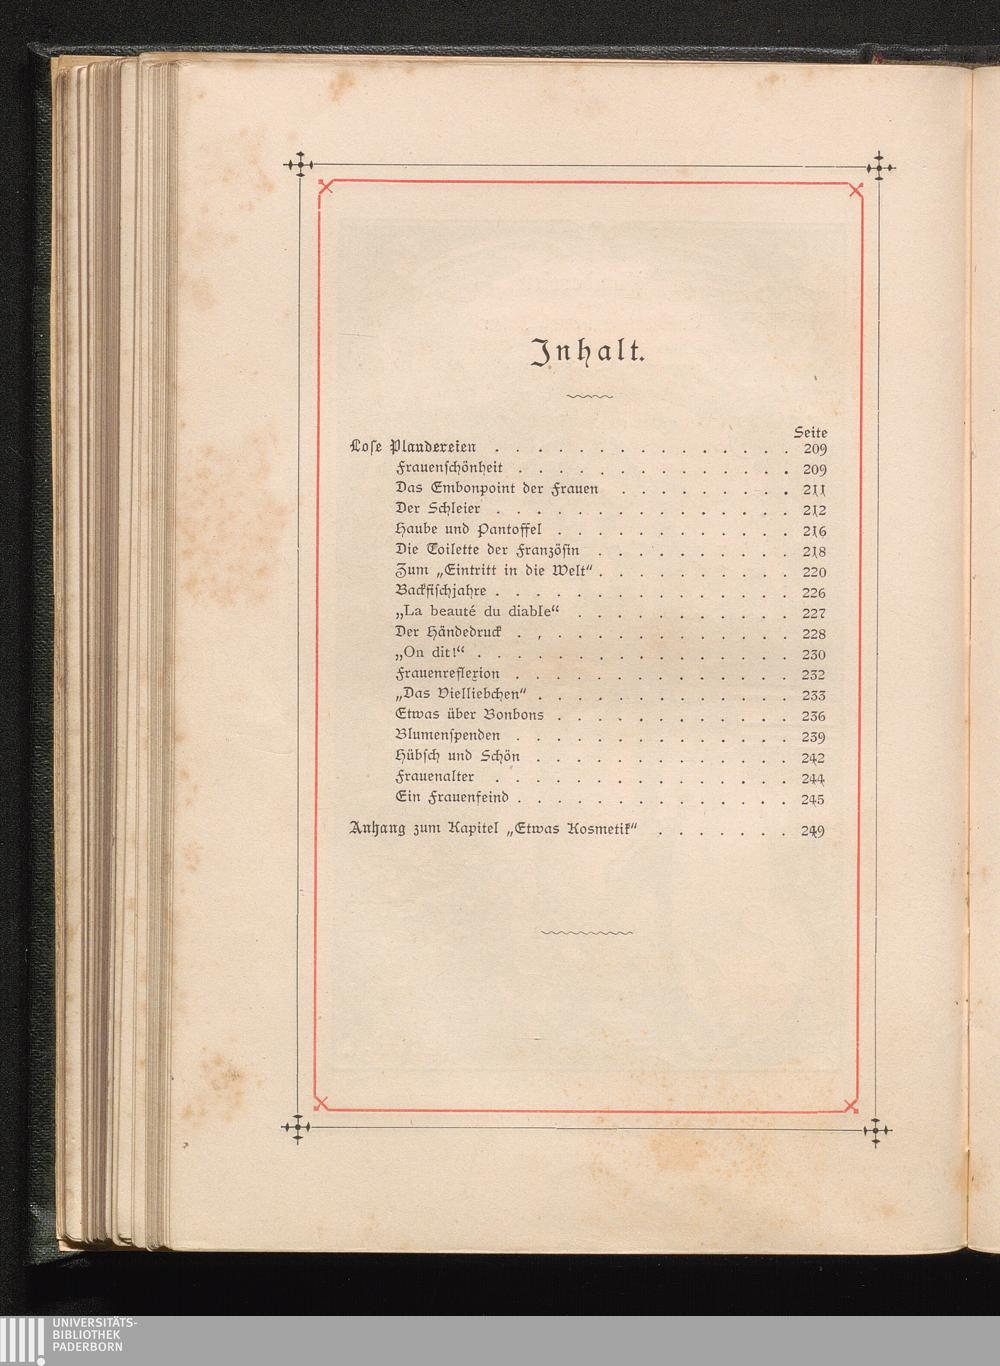 Inhalt.
Seite
Lose Plaudereien . . . . . . . . . . . . . . 209
Frauenschönheit . . . . . . . . . . . . . . 209
Das Embonpoint der Frauen . . . . . . . . . 211
Der Schleier . . . . . . . . . . . . . . . 212
Haube und Pantoffel . . . . . . . . . . . . 216
Die Toilette der Französin . . . . . . . . . . 218
Zum „Eintritt in die Welt“ . . . . . . . . . . 220
Backfischjahre . . . . . . . . . . . . . . . 226
„La beauté du diable“ . . . . . . . . . . . 227
Der Händedruck . . . . . . . . . . . . . . 228
„On dit!“ . . . . . . . . . . . . . . . . 230
Frauenreflexion . . . . . . . . . . . . . . 232
„Das Vielliebchen“ . . . . . . . . . . . . . 233
Etwas über Bonbons . . . . . . . . . . . . 236
Blumenspenden . . . . . . . . . . . . . . 239
Hübsch und Schön . . . . . . . . . . . . . 242
Frauenalter . . . . . . . . . . . . . . . 244
Ein Frauenfeind . . . . . . . . . . . . . . 245
Anhang zum Kapitel „Etwas Kosmetik“ . . . . . . . 249
UNIVERSITÄTS-
BIBLIOTHEK
PADERBORN